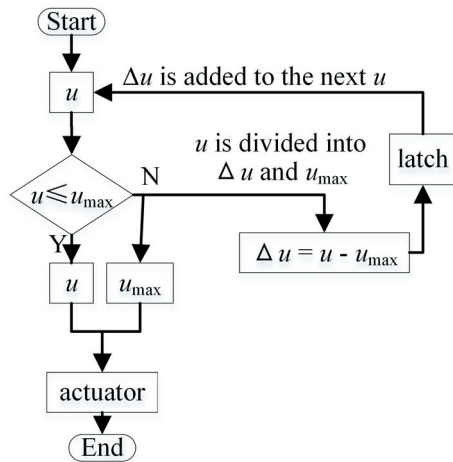 Start
Δu is added to the next u
u
u is divided into
Δ u and umax
latch
u≤umax
N
Y
Δ u = u - umax
u
umax
actuator
End